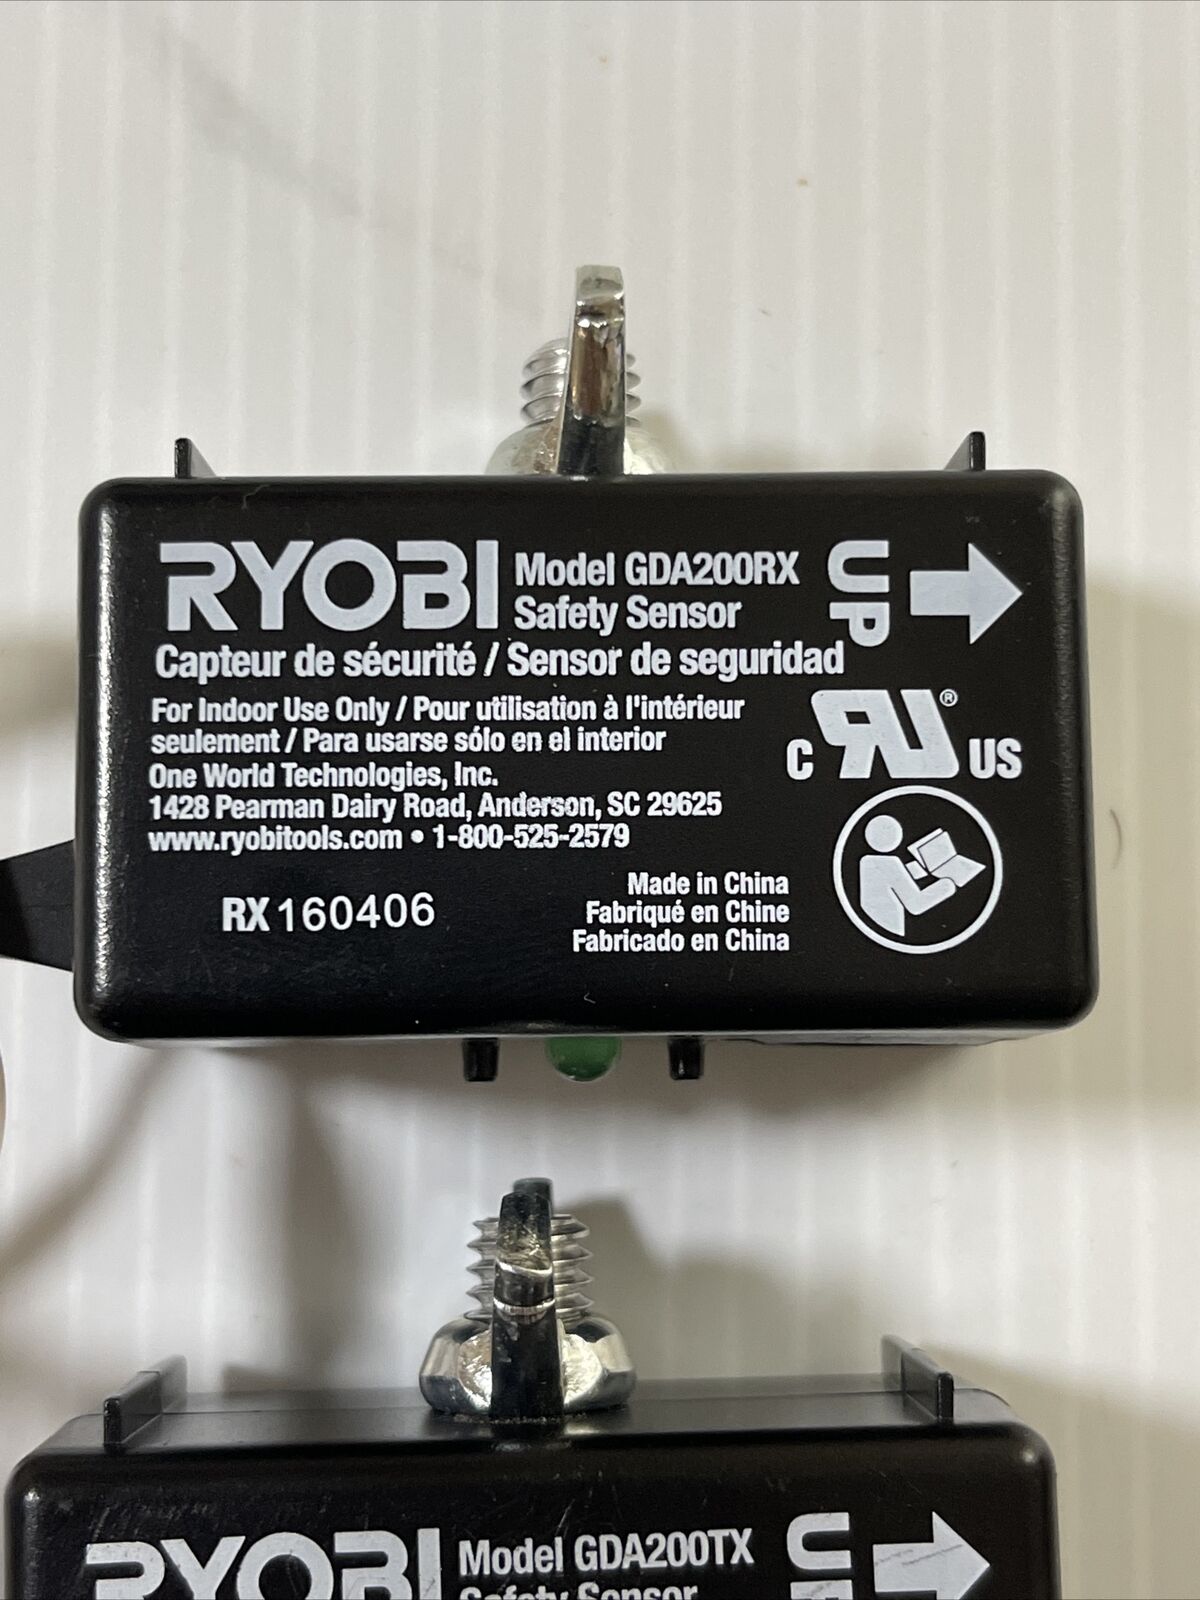 RYOBI
Model GDA200RX
Safety Sensor
UP
Capteur de sécurité / Sensor de seguridad
For Indoor Use Only / Pour utilisation à l'intérieur
seulement / Para usarse sólo en el interior
One World Technologies, Inc.
1428 Pearman Dairy Road, Anderson, SC 29625
www.ryobitools.com • 1-800-525-2579
C RU® US
RX 160406
Made in China
Fabriqué en Chine
Fabricado en China
RYOBI
Model GDA200TX
Safety Sensor
UP